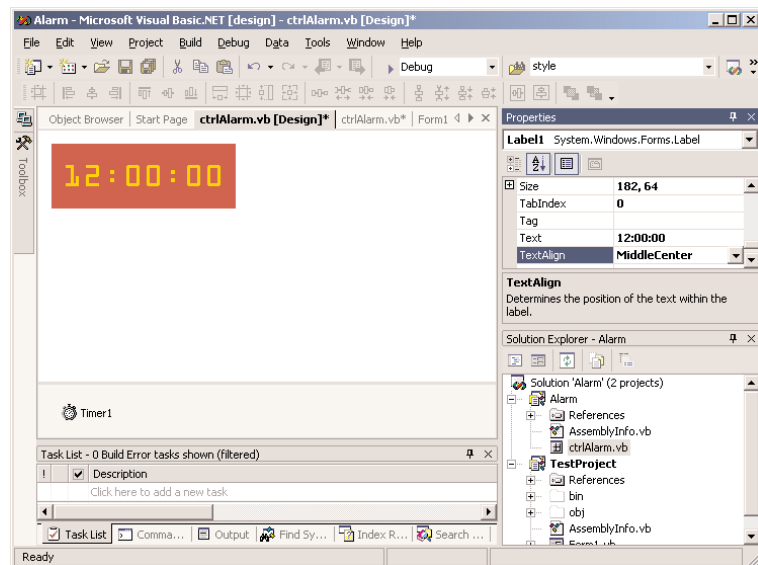 Alarm - Microsoft Visual Basic.NET [design] - ctrlAlarm.vb [Design]*
File Edit View Project Build Debug Data Tools Window Help
Debug style
Object Browser Start Page ctrlAlarm.vb [Design]* ctrlAlarm.vb* Form1
Toolbox
12:00:00
Timer1
Properties
Label1 System.Windows.Forms.Label
Size 182, 64
TabIndex 0
Tag
Text 12:00:00
TextAlign MiddleCenter
TextAlign
Determines the position of the text within the
label.
Solution Explorer - Alarm
Solution 'Alarm' (2 projects)
Alarm
References
AssemblyInfo.vb
ctrlAlarm.vb
TestProject
References
bin
obj
AssemblyInfo.vb
Form1.vb
Task List - 0 Build Error tasks shown (filtered)
! Description
Click here to add a new task
Task List Comma... Output Find Sy... Index R... Search ...
Ready